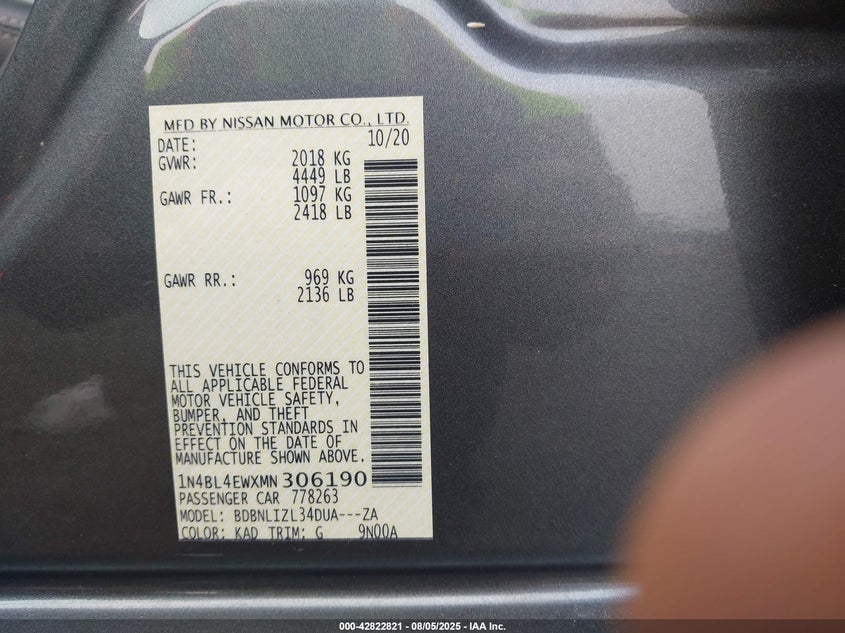 MFD BY NISSAN MOTOR CO., LTD.
DATE: 10/20
GVWR: 2018 KG
4449 LB
GAWR FR.: 1097 KG
2418 LB
GAWR RR.: 969 KG
2136 LB
THIS VEHICLE CONFORMS TO
ALL APPLICABLE FEDERAL
MOTOR VEHICLE SAFETY,
BUMPER, AND THEFT
PREVENTION STANDARDS IN
EFFECT ON THE DATE OF
MANUFACTURE SHOWN ABOVE.
1N4BL4EWXMN306190
PASSENGER CAR 778263
MODEL: BDBNLIZL34DUA---ZA
COLOR: KAD TRIM: G 9N00A
000-42822821 - 08/05/2025 - IAA Inc.